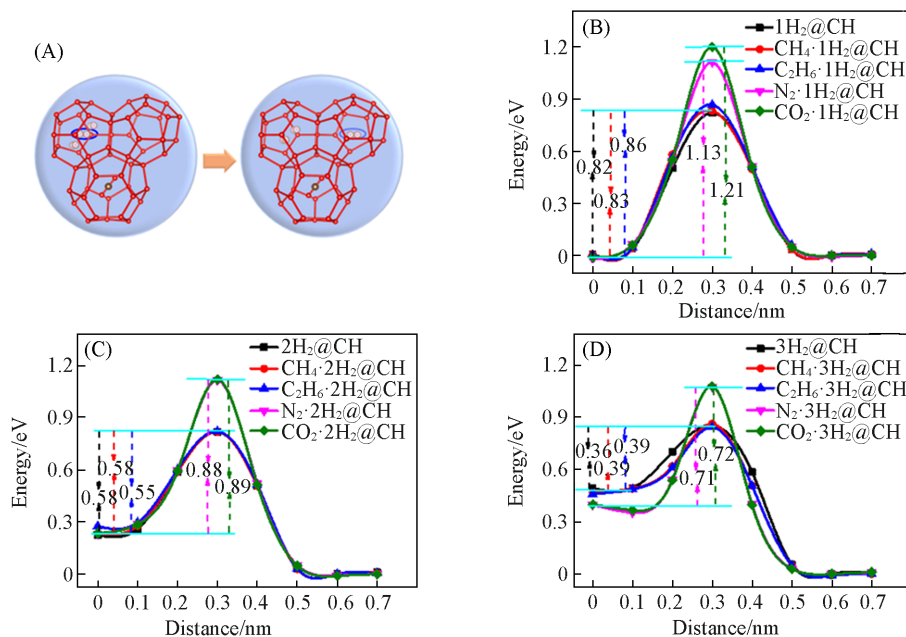 (A)
(B)
1H₂@CH
CH₄·1H₂@CH
C₂H₆·1H₂@CH
N₂·1H₂@CH
CO₂·1H₂@CH
1.2
0.9
0.6
0.3
0
Energy/eV
0.82
0.83
0.86
1.13
1.21
0 0.1 0.2 0.3 0.4 0.5 0.6 0.7
Distance/nm
(C)
2H₂@CH
CH₄·2H₂@CH
C₂H₆·2H₂@CH
N₂·2H₂@CH
CO₂·2H₂@CH
1.2
0.9
0.6
0.3
0
Energy/eV
0.58
0.58
0.55
0.88
0.89
0 0.1 0.2 0.3 0.4 0.5 0.6 0.7
Distance/nm
(D)
3H₂@CH
CH₄·3H₂@CH
C₂H₆·3H₂@CH
N₂·3H₂@CH
CO₂·3H₂@CH
1.2
0.9
0.6
0.3
0
Energy/eV
0.36
0.39
0.39
0.71
0.72
0 0.1 0.2 0.3 0.4 0.5 0.6 0.7
Distance/nm